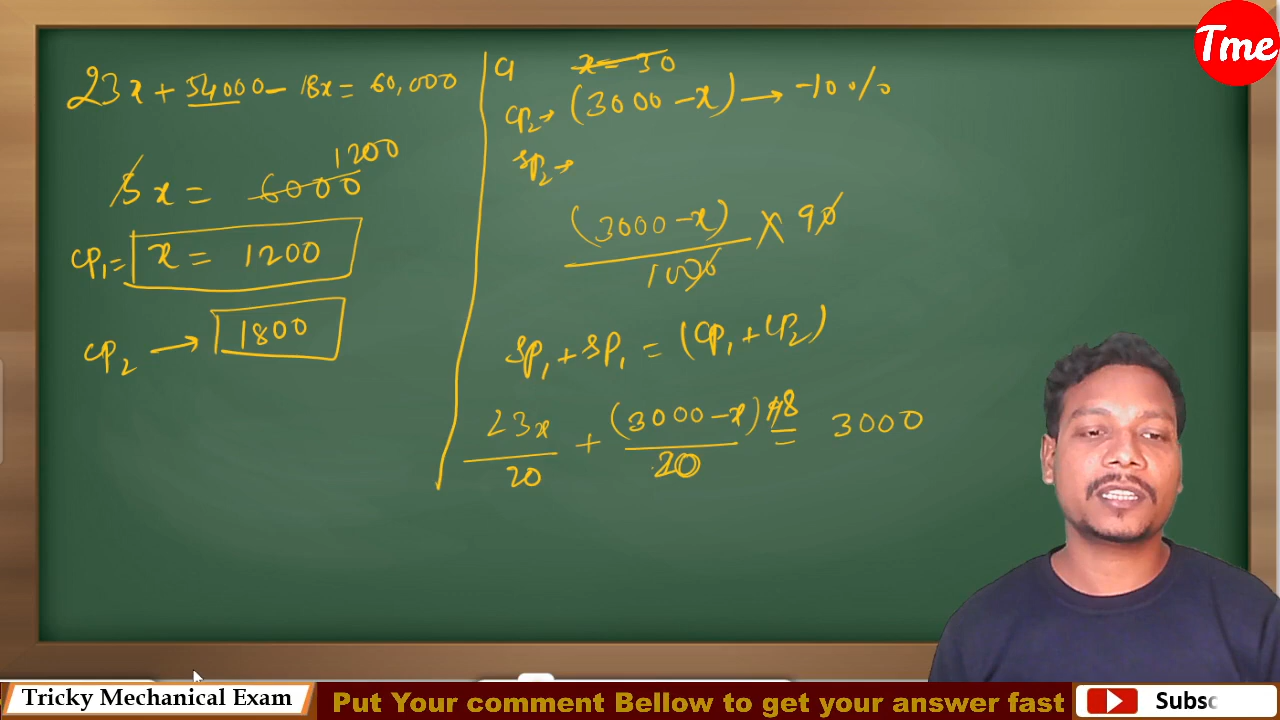 23x + 54000 - 18x = 60,000
5x = 6000 1200
CP₁ = x = 1200
CP₂ → 1800
x = 30
CP₂ → (3000 - x) → -10%
SP₂ →
(3000 - x) × 90
100
SP₁ + SP₁ = (CP₁ + CP₂)
23x + (3000 - x) 18 = 3000
20 20
Tme
Tricky Mechanical Exam
Put Your comment Bellow to get your answer fast
Subsc